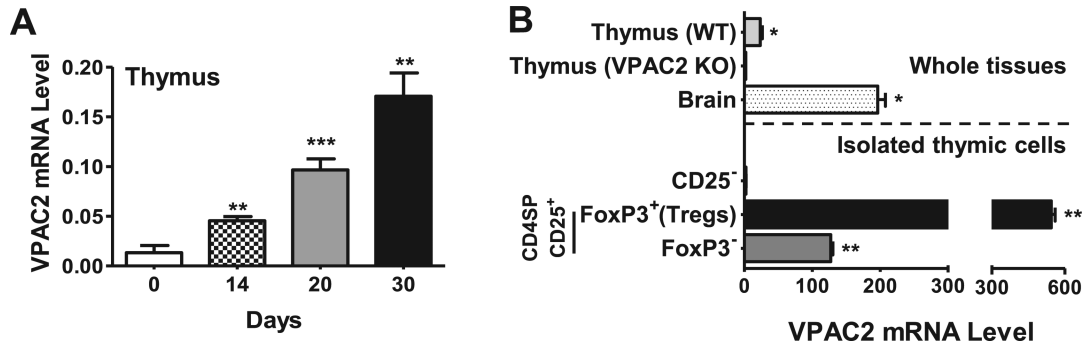 A
Thymus
VPAC2 mRNA Level
0.20
0.15
0.10
0.05
0.00
**
***
**
0 14 20 30
Days
B
Thymus (WT) *
Thymus (VPAC2 KO) Whole tissues
Brain *
Isolated thymic cells
CD4SP
CD25+
CD25-
FoxP3+(Tregs) **
FoxP3- **
0 100 200 300 300 600
VPAC2 mRNA Level